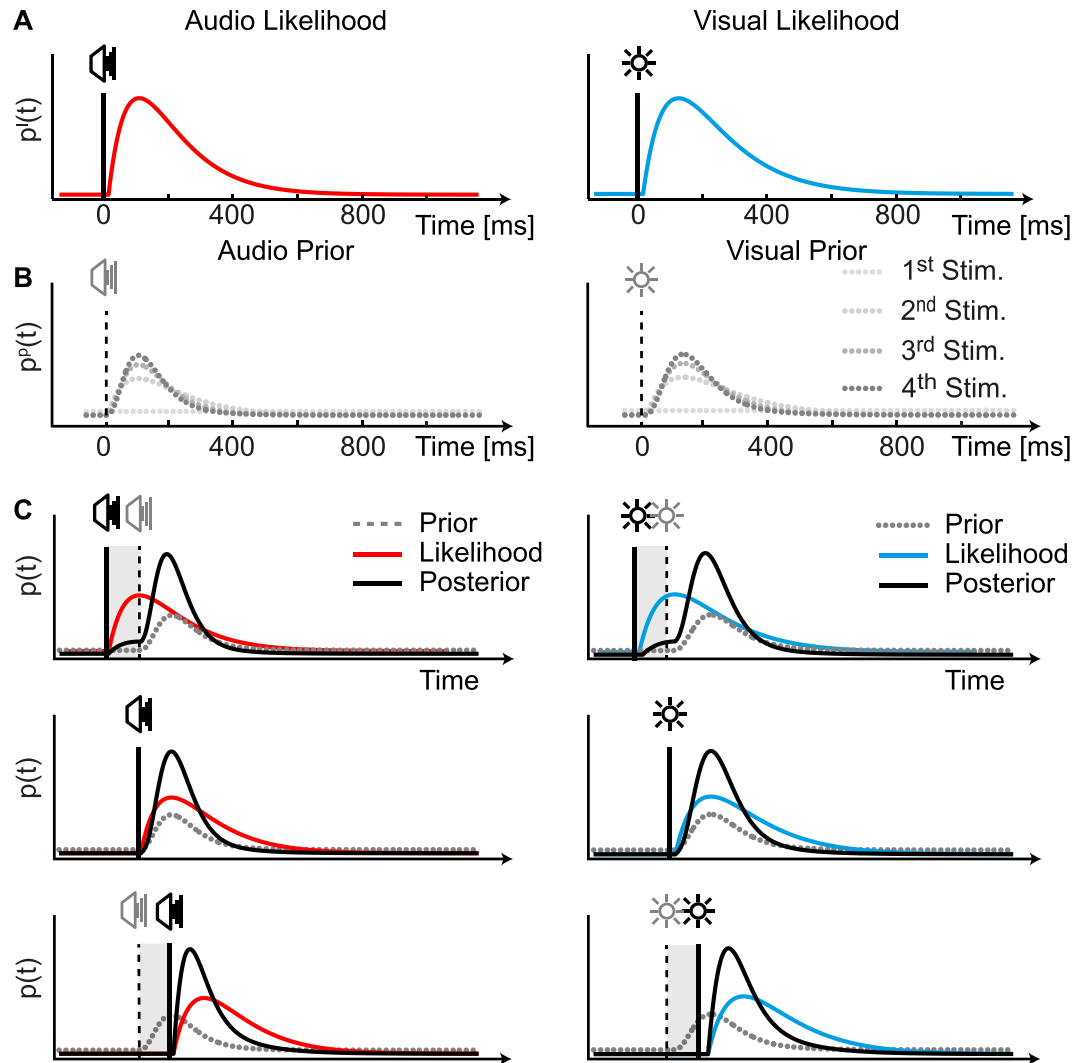 A
Audio Likelihood
Visual Likelihood
pˡ(t)
0 400 800
Time [ms]
0 400 800
Time [ms]
B
Audio Prior
Visual Prior
pᵖ(t)
1ˢᵗ Stim.
2ⁿᵈ Stim.
3ʳᵈ Stim.
4ᵗʰ Stim.
0 400 800
Time [ms]
0 400 800
Time [ms]
C
p(t)
Prior
Likelihood
Posterior
Time
Prior
Likelihood
Posterior
Time
p(t)
p(t)